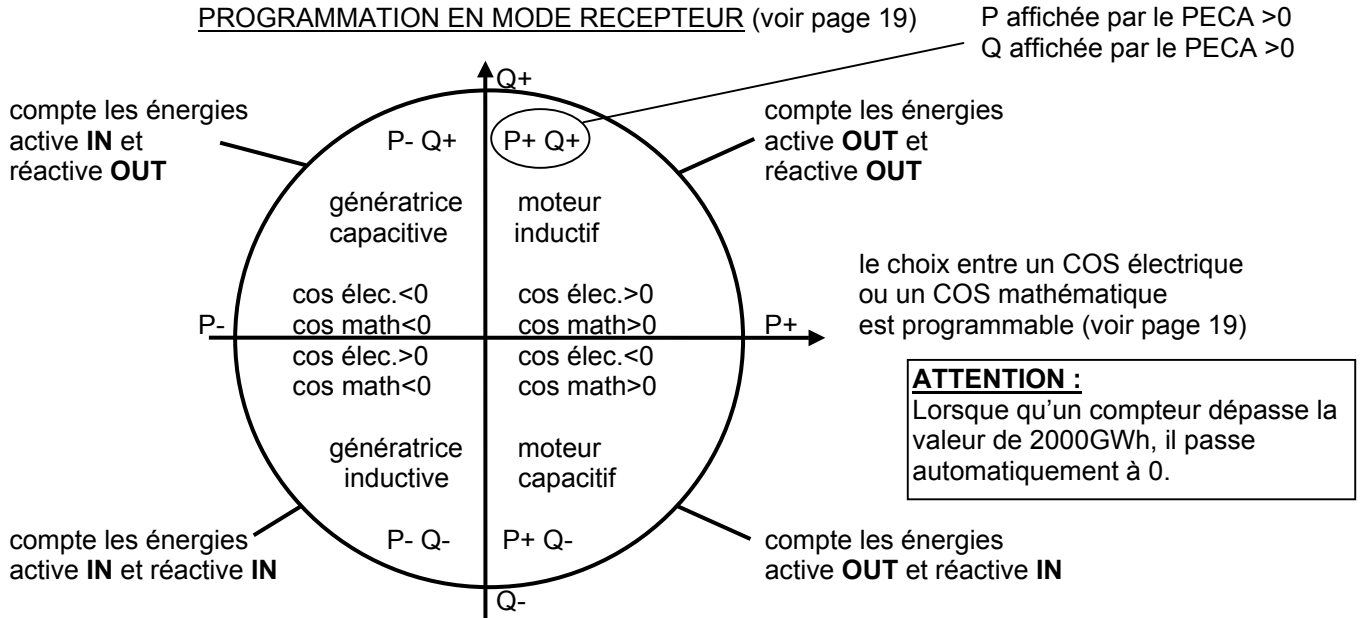 PROGRAMMATION EN MODE RECEPTEUR (voir page 19)
P affichée par le PECA >0
Q affichée par le PECA >0
Q+
compte les énergies
active IN et
réactive OUT
P- Q+
P+ Q+
compte les énergies
active OUT et
réactive OUT
génératrice
capacitive
moteur
inductif
cos élec.<0
cos math<0
cos élec.>0
cos math>0
le choix entre un COS électrique
ou un COS mathématique
est programmable (voir page 19)
P-
P+
cos élec.>0
cos math<0
cos élec.<0
cos math>0
ATTENTION :
Lorsque qu'un compteur dépasse la
valeur de 2000GWh, il passe
automatiquement à 0.
génératrice
inductive
moteur
capacitif
compte les énergies
active IN et réactive IN
P- Q-
P+ Q-
compte les énergies
active OUT et réactive IN
Q-